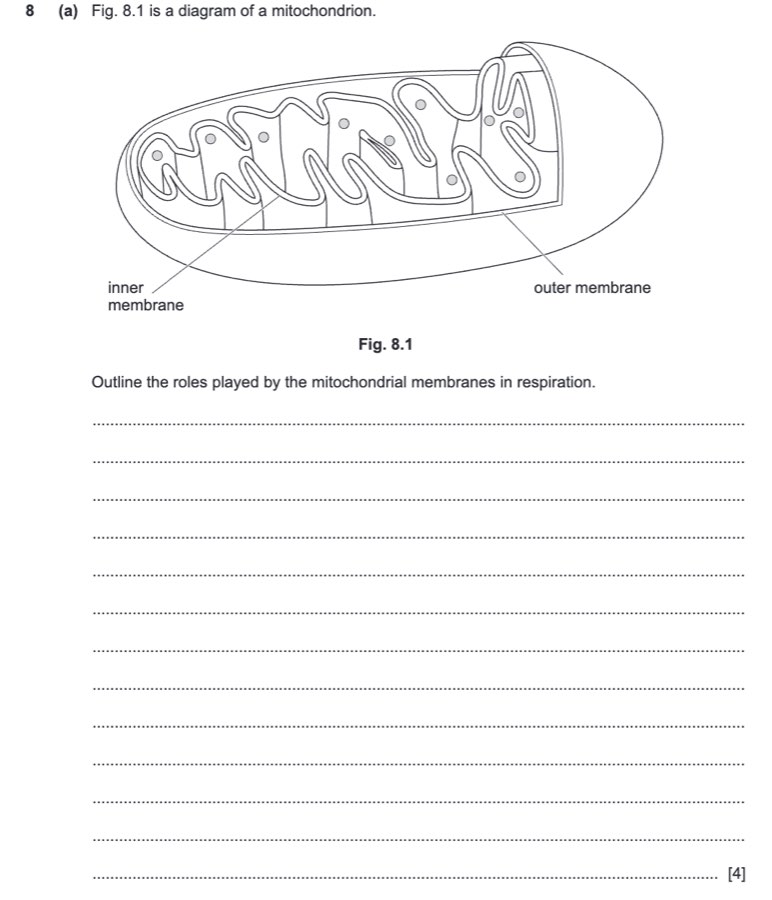 8 (a) Fig. 8.1 is a diagram of a mitochondrion.
inner
membrane
outer membrane
Fig. 8.1
Outline the roles played by the mitochondrial membranes in respiration.
[4]